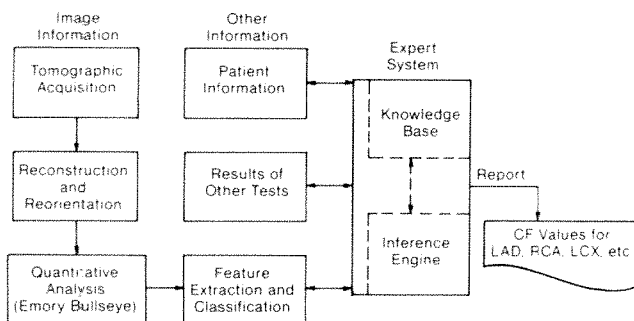 Image
Information
Other
Information
Expert
System
Tomographic
Acquisition
Patient
Information
Knowledge
Base
Reconstruction
and
Reorientation
Results of
Other Tests
Report
Inference
Engine
CF Values for
LAD, RCA, LCX, etc
Quantitative
Analysis
(Emory Bullseye)
Feature
Extraction and
Classification